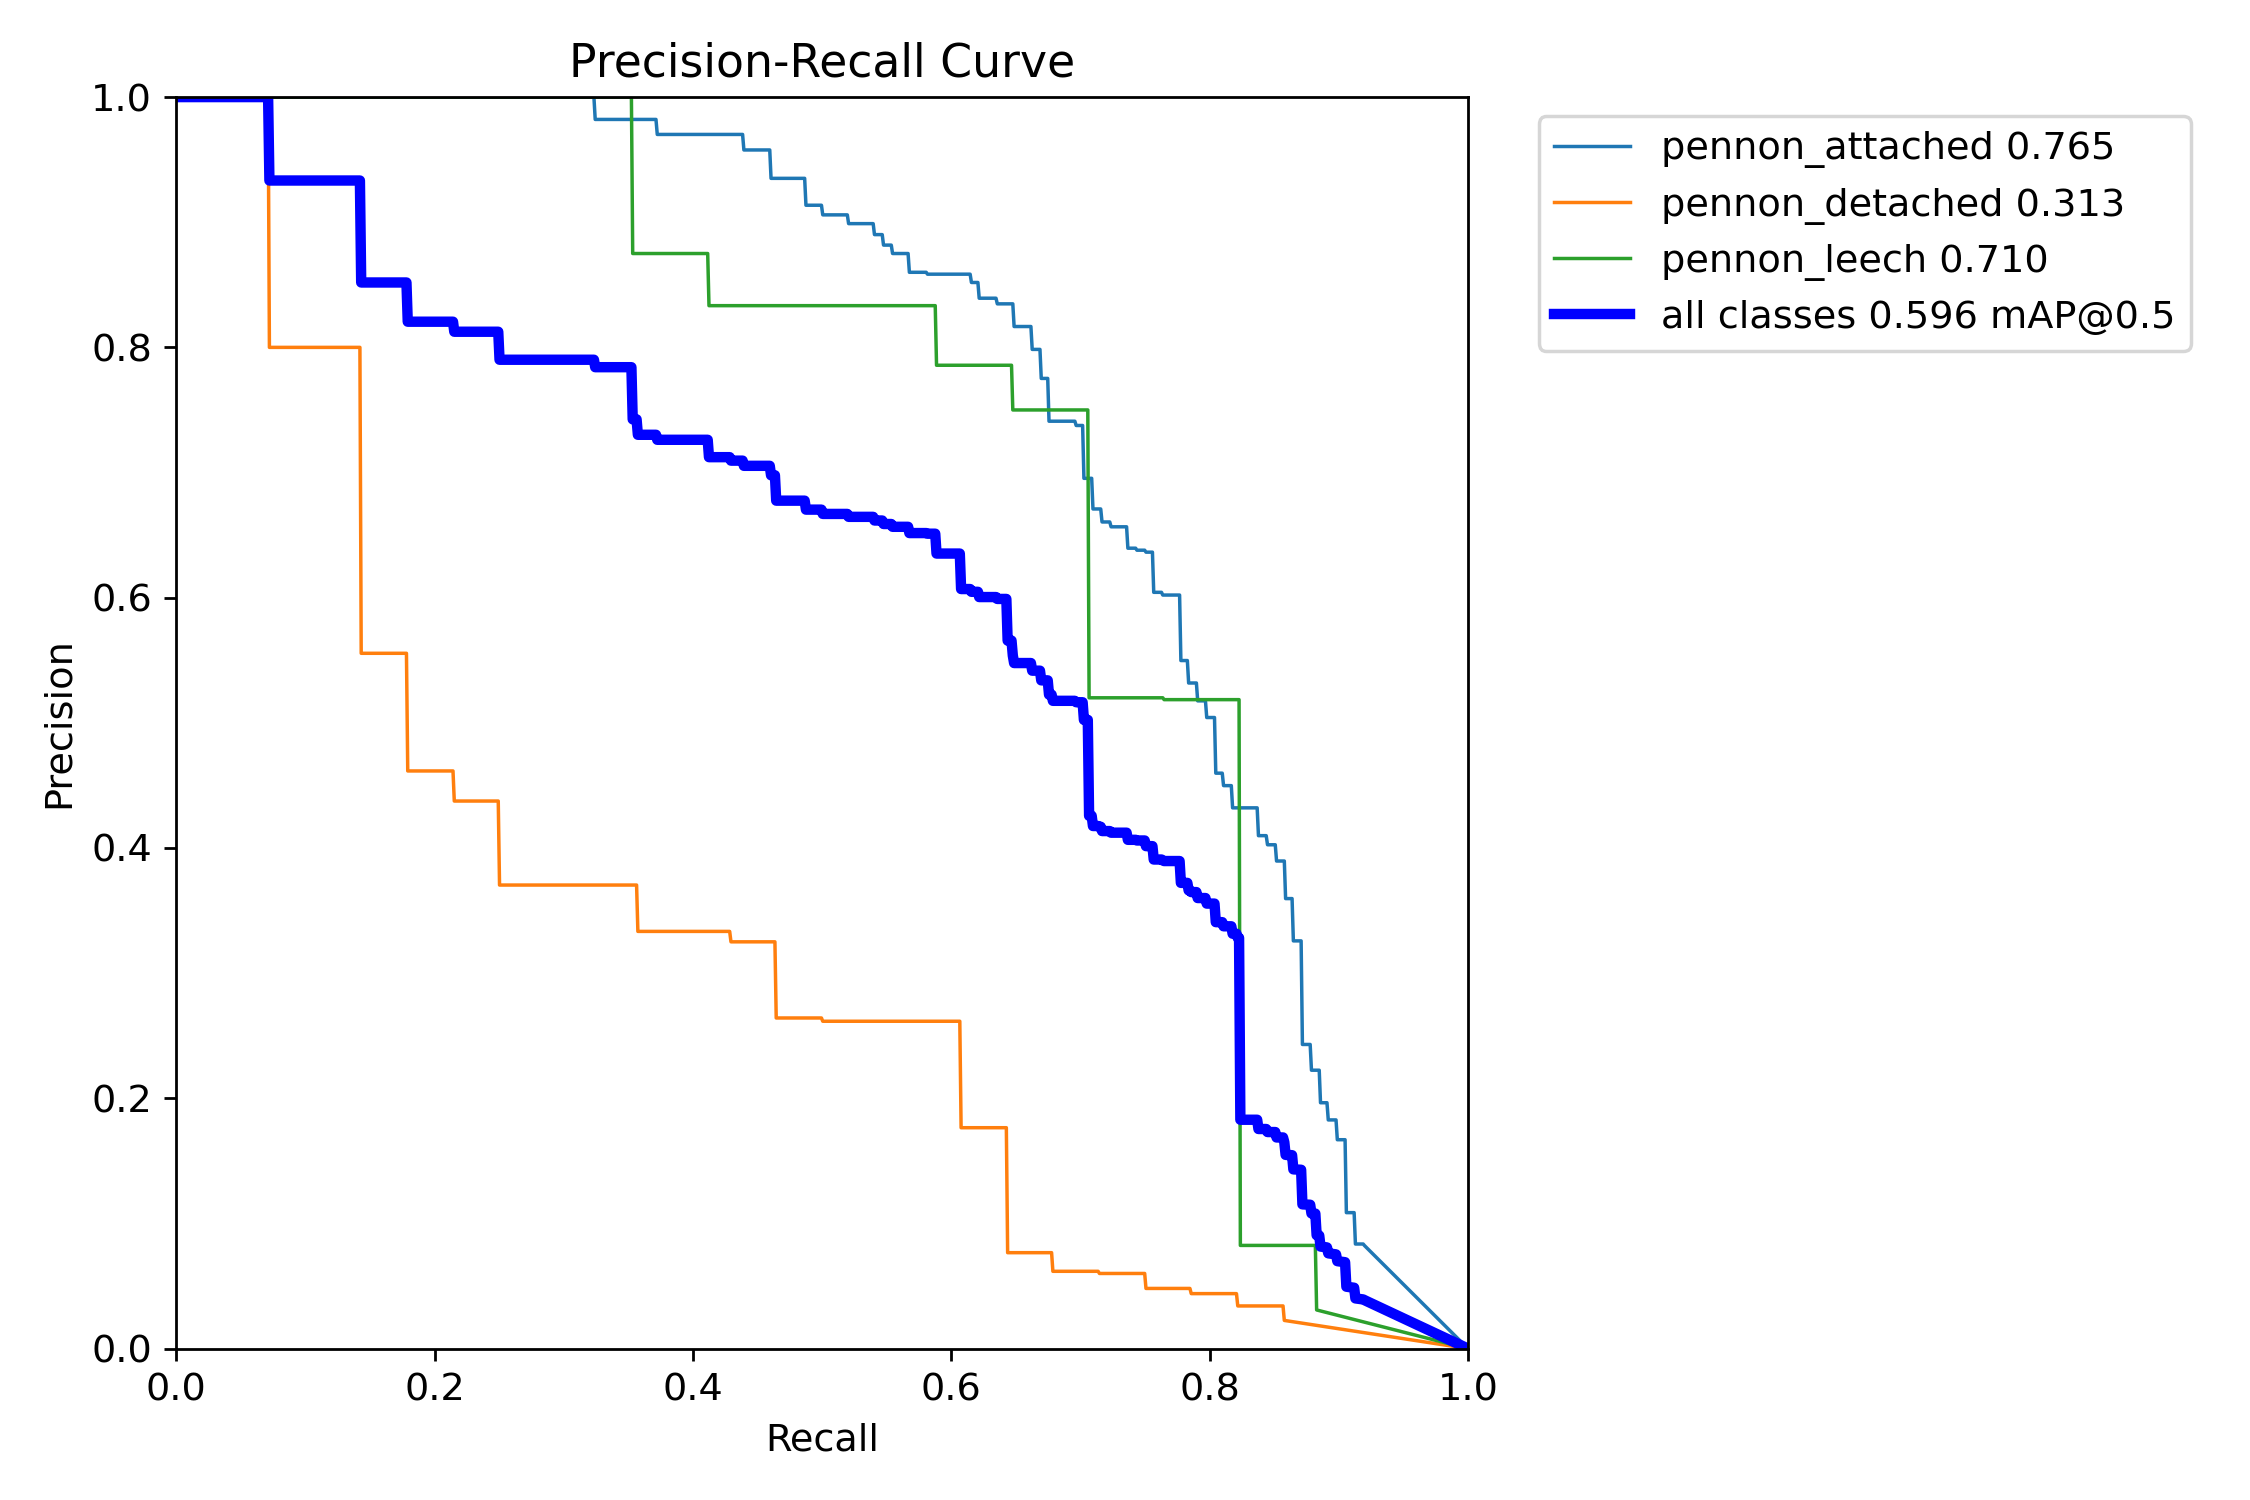 Precision-Recall Curve
1.0
0.8
0.6
0.4
0.2
0.0
Precision
0.0 0.2 0.4 0.6 0.8 1.0
Recall
pennon_attached 0.765
pennon_detached 0.313
pennon_leech 0.710
all classes 0.596 mAP@0.5